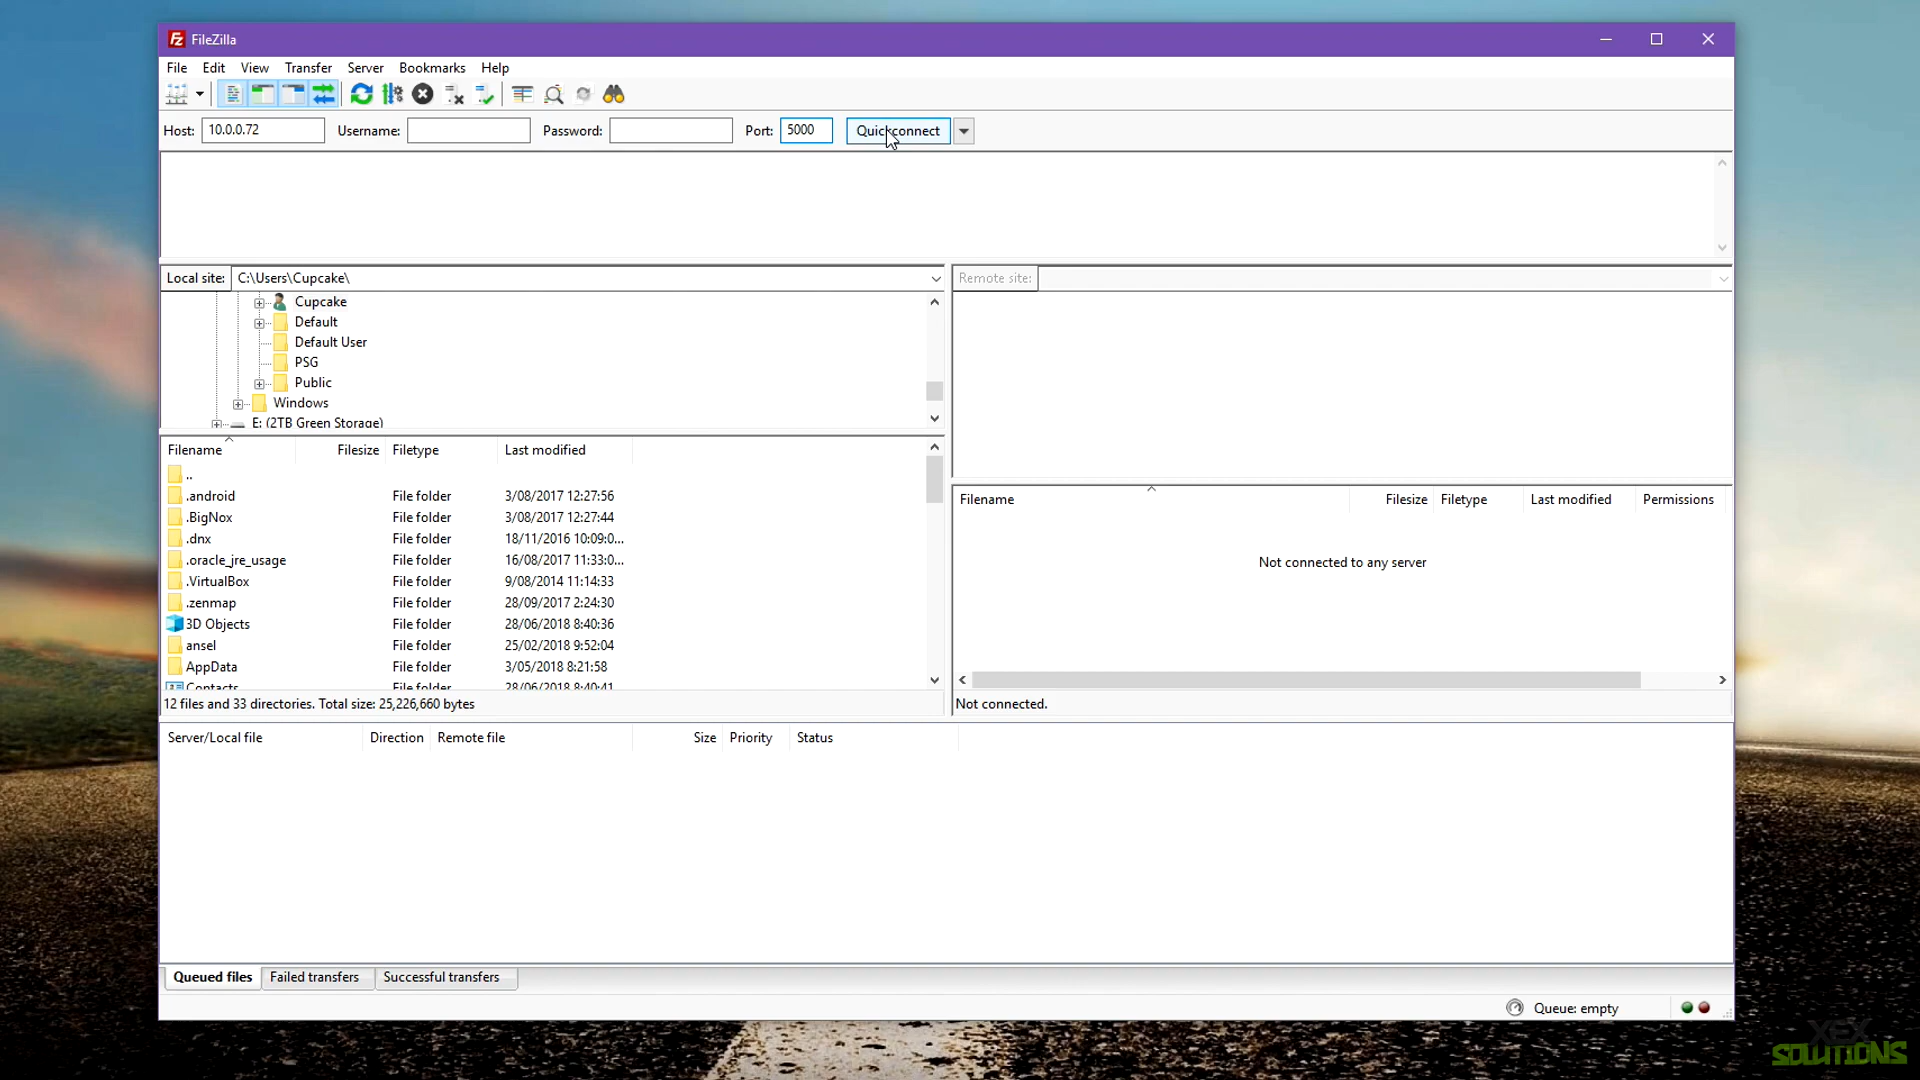 FileZilla
File Edit View Transfer Server Bookmarks Help
Host: 10.0.0.72 Username: Password: Port: 5000 Quickconnect
Local site: C:\Users\Cupcake\
Remote site:
Cupcake
Default
Default User
PSG
Public
Windows
E: (2TB Green Storage)
Filename Filesize Filetype Last modified
..
.android File folder 3/08/2017 12:27:56
.BigNox File folder 3/08/2017 12:27:44
.dnx File folder 18/11/2016 10:09:0...
.oracle_jre_usage File folder 16/08/2017 11:33:0...
.VirtualBox File folder 9/08/2014 11:14:33
.zenmap File folder 28/09/2017 2:24:30
3D Objects File folder 28/06/2018 8:40:36
ansel File folder 25/02/2018 9:52:04
AppData File folder 3/05/2018 8:21:58
Contacts File folder 28/06/2018 8:40:41
12 files and 33 directories. Total size: 25,226,660 bytes
Filename Filesize Filetype Last modified Permissions
Not connected to any server
Not connected.
Server/Local file Direction Remote file Size Priority Status
Queued files Failed transfers Successful transfers
Queue: empty
XEX
SOLUTIONS